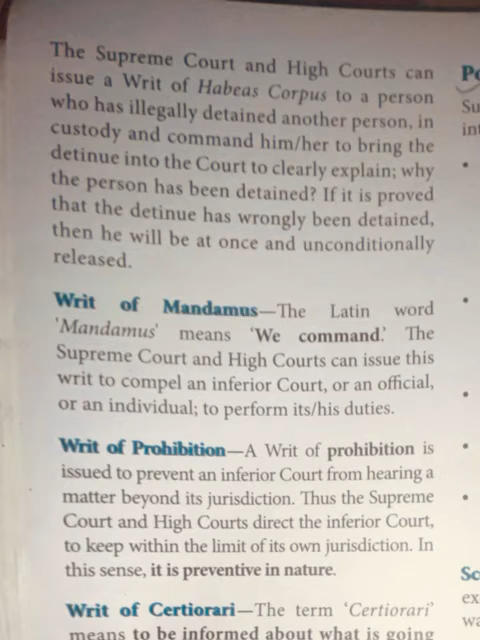 The Supreme Court and High Courts can
issue a Writ of Habeas Corpus to a person
who has illegally detained another person, in
custody and command him/her to bring the
detinue into the Court to clearly explain; why
the person has been detained? If it is proved
that the detinue has wrongly been detained,
then he will be at once and unconditionally
released.
Writ of Mandamus—The Latin word
'Mandamus' means 'We command.' The
Supreme Court and High Courts can issue this
writ to compel an inferior Court, or an official,
or an individual; to perform its/his duties.
Writ of Prohibition—A Writ of prohibition is
issued to prevent an inferior Court from hearing a
matter beyond its jurisdiction. Thus the Supreme
Court and High Courts direct the inferior Court,
to keep within the limit of its own jurisdiction. In
this sense, it is preventive in nature.
Writ of Certiorari—The term 'Certiorari'
means to be informed about what is going